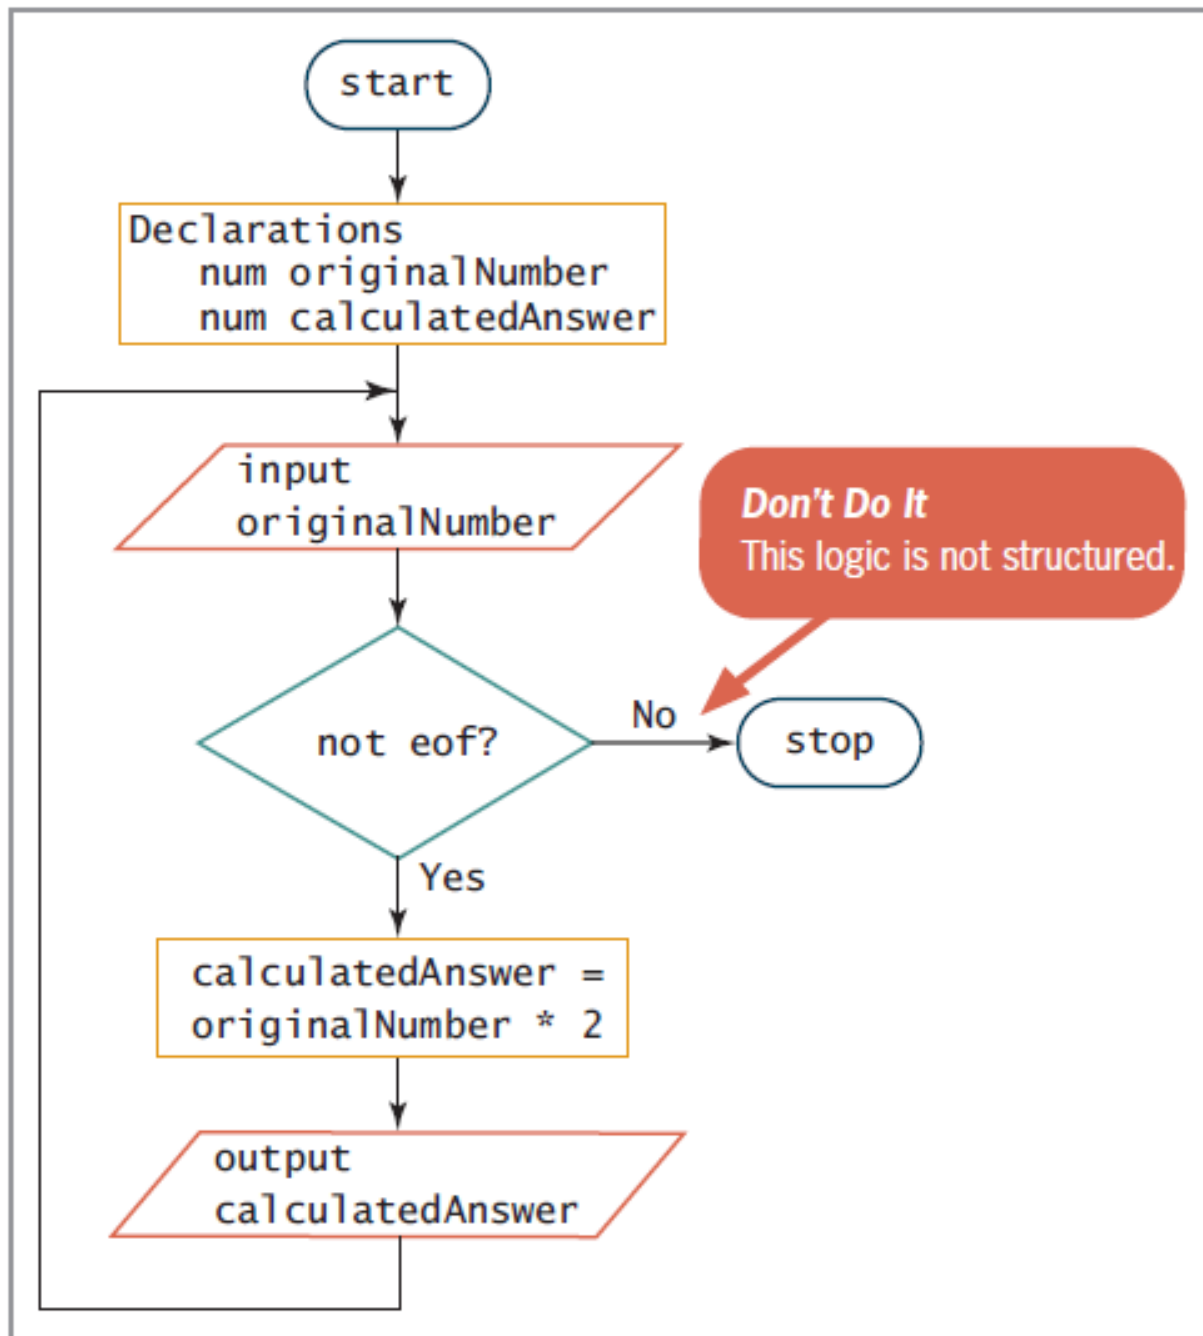 start
Declarations
num originalNumber
num calculatedAnswer
input
originalNumber
Don't Do It
This logic is not structured.
not eof?
No
stop
Yes
calculatedAnswer =
originalNumber * 2
output
calculatedAnswer